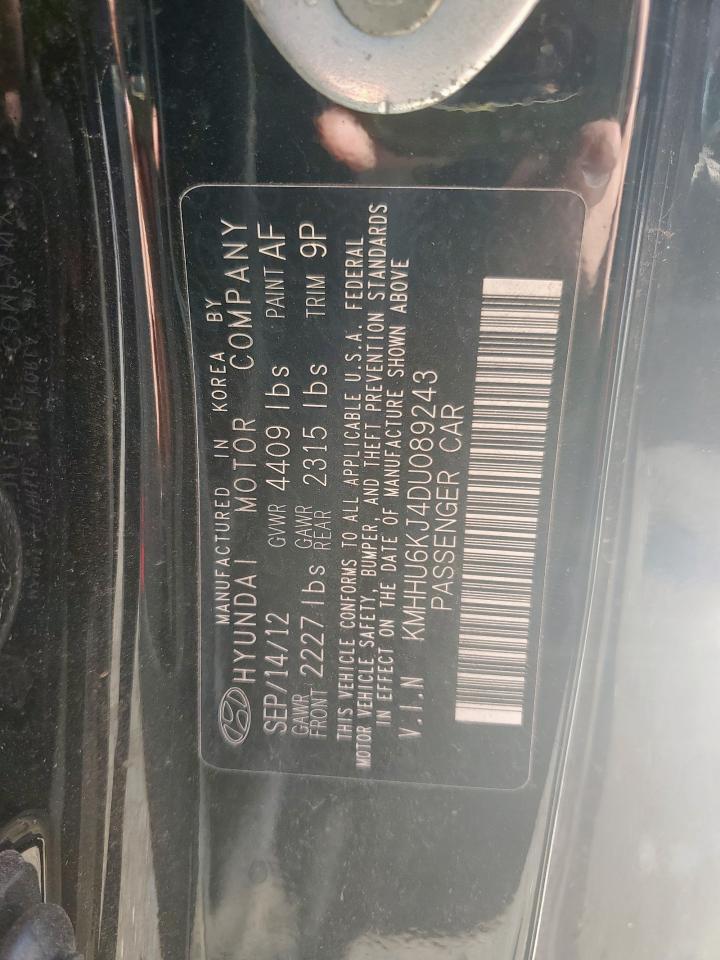 MANUFACTURED IN KOREA BY
HYUNDAI MOTOR COMPANY
SEP/14/12 GVWR 4409 lbs PAINT AF
GAWR FRONT 2227 lbs GAWR REAR 2315 lbs TRIM 9P
THIS VEHICLE CONFORMS TO ALL APPLICABLE U.S.A. FEDERAL
MOTOR VEHICLE SAFETY, BUMPER, AND THEFT PREVENTION STANDARDS
IN EFFECT ON THE DATE OF MANUFACTURE SHOWN ABOVE
V.I.N KMHHU6KJ4DU089243
PASSENGER CAR